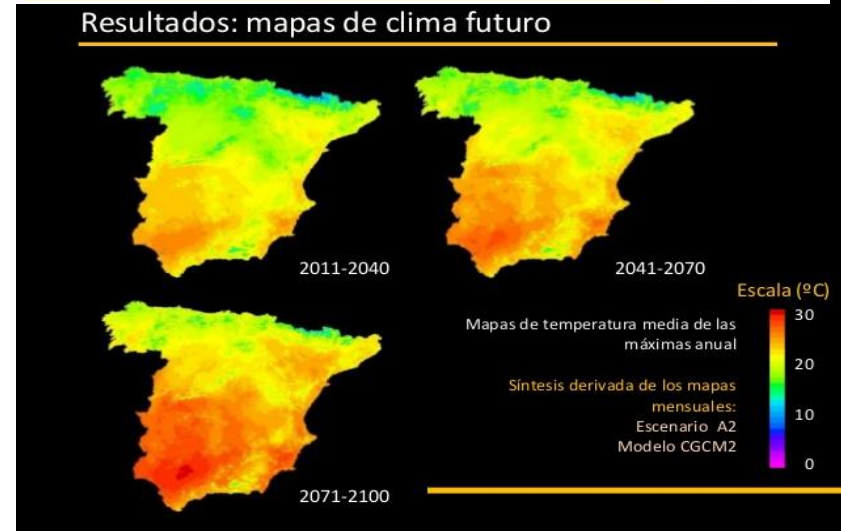 Resultados: mapas de clima futuro
2011-2040
2041-2070
Escala (ºC)
30
20
10
0
Mapas de temperatura media de las
máximas anual
Síntesis derivada de los mapas
mensuales:
Escenario A2
Modelo CGCM2
2071-2100